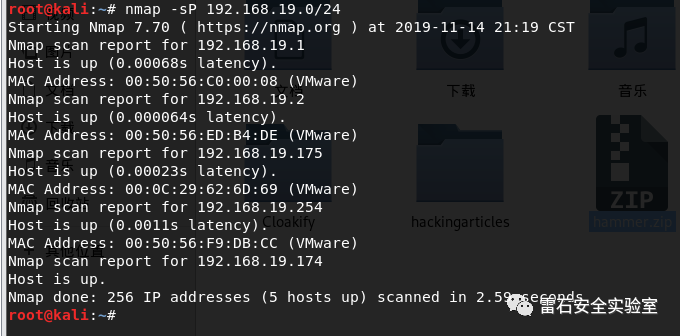 root@kali:~# nmap -sP 192.168.19.0/24
Starting Nmap 7.70 ( https://nmap.org ) at 2019-11-14 21:19 CST
Nmap scan report for 192.168.19.1
Host is up (0.00068s latency).
MAC Address: 00:50:56:C0:00:08 (VMware)
Nmap scan report for 192.168.19.2
Host is up (0.000064s latency).
MAC Address: 00:50:56:ED:B4:DE (VMware)
Nmap scan report for 192.168.19.175
Host is up (0.00023s latency).
MAC Address: 00:0C:29:62:6D:69 (VMware)
Nmap scan report for 192.168.19.254
Host is up (0.0011s latency).
MAC Address: 00:50:56:F9:DB:CC (VMware)
Nmap scan report for 192.168.19.174
Host is up.
Nmap done: 256 IP addresses (5 hosts up) scanned in 2.59 seconds
root@kali:~#
文档
下载
音乐
ZIP
Cloakify
hackingarticles
hammer.zip
音乐
其他位置
雷石安全实验室